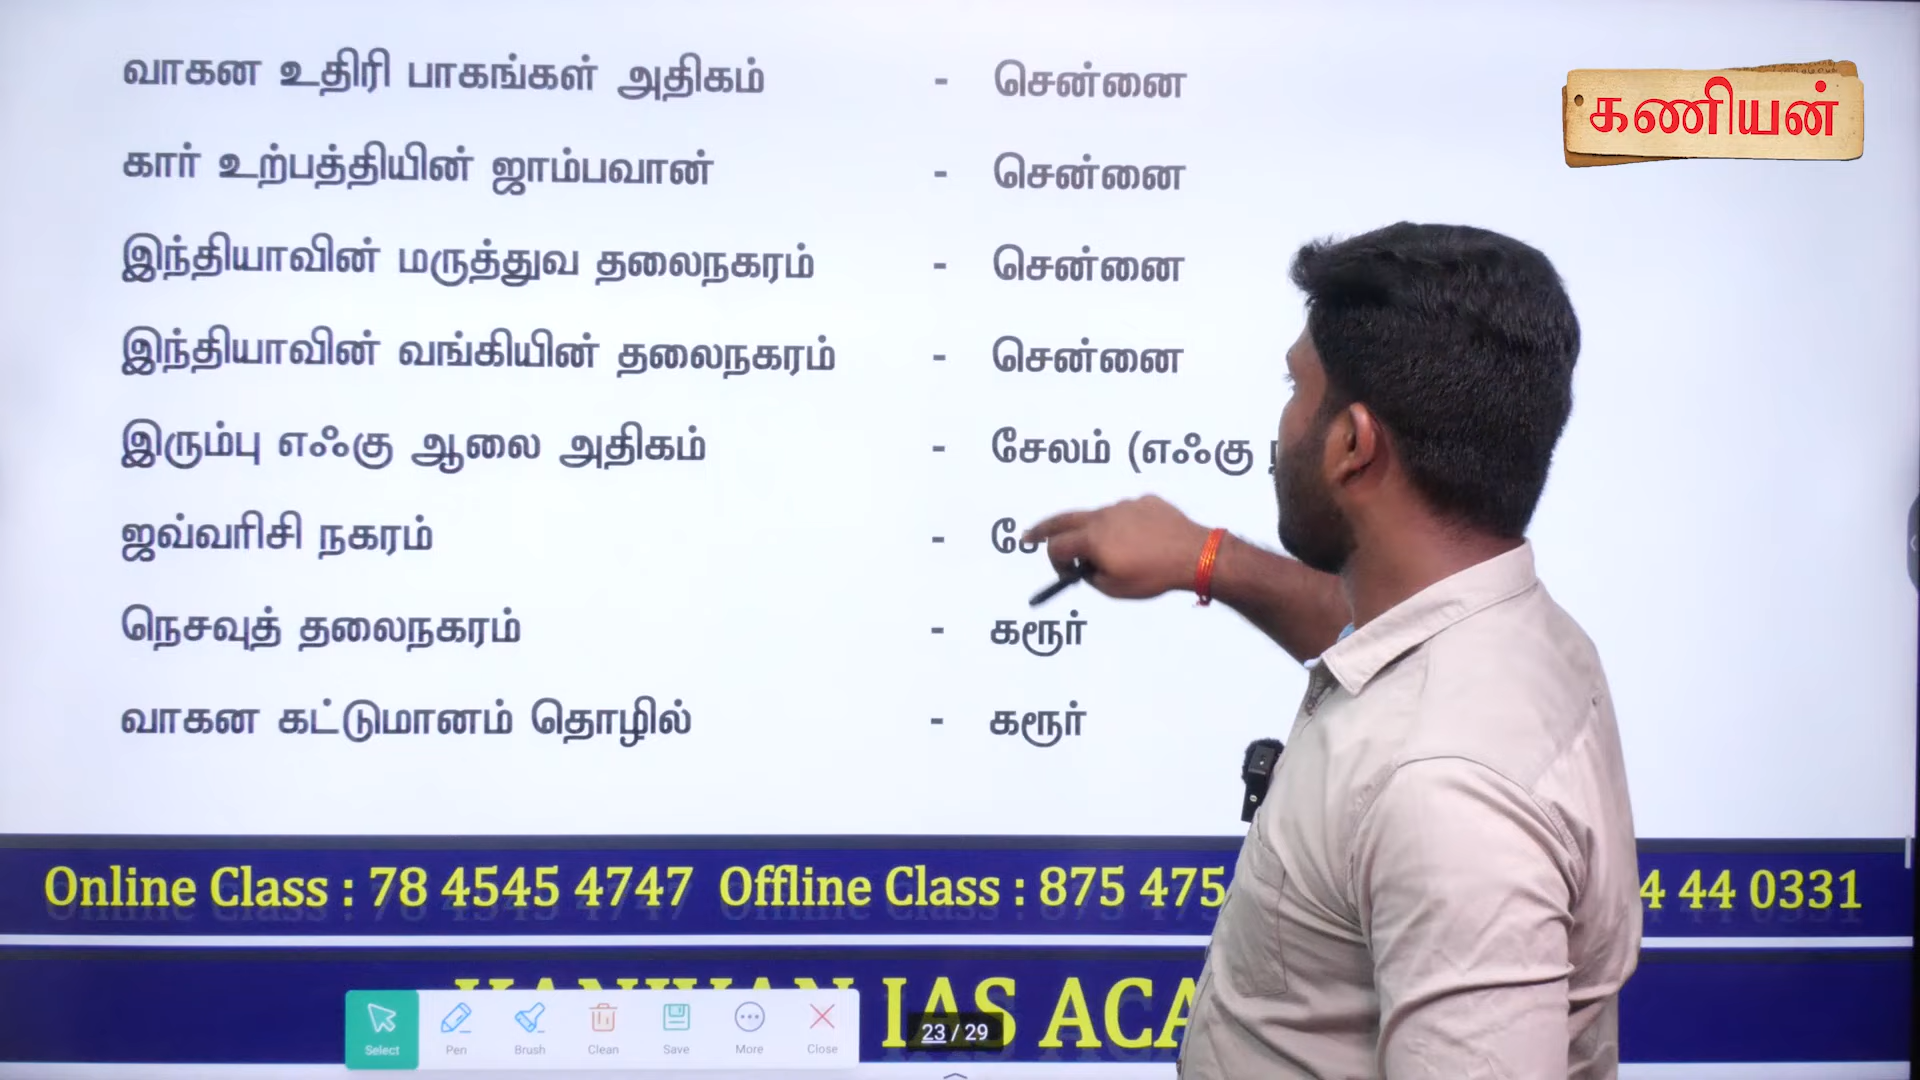 வாகன உதிரி பாகங்கள் அதிகம் - சென்னை
கணியன்
கார் உற்பத்தியின் ஜாம்பவான் - சென்னை
இந்தியாவின் மருத்துவ தலைநகரம் - சென்னை
இந்தியாவின் வங்கியின் தலைநகரம் - சென்னை
இரும்பு எஃகு ஆலை அதிகம் - சேலம் (எஃகு
ஜவ்வரிசி நகரம் -
நெசவுத் தலைநகரம் - கரூர்
வாகன கட்டுமானம் தொழில் - கரூர்
Online Class : 78 4545 4747 Offline Class : 875 475 4 44 0331
KANIYAN IAS ACA
Select Pen Brush Clean Save More Close
23 / 29